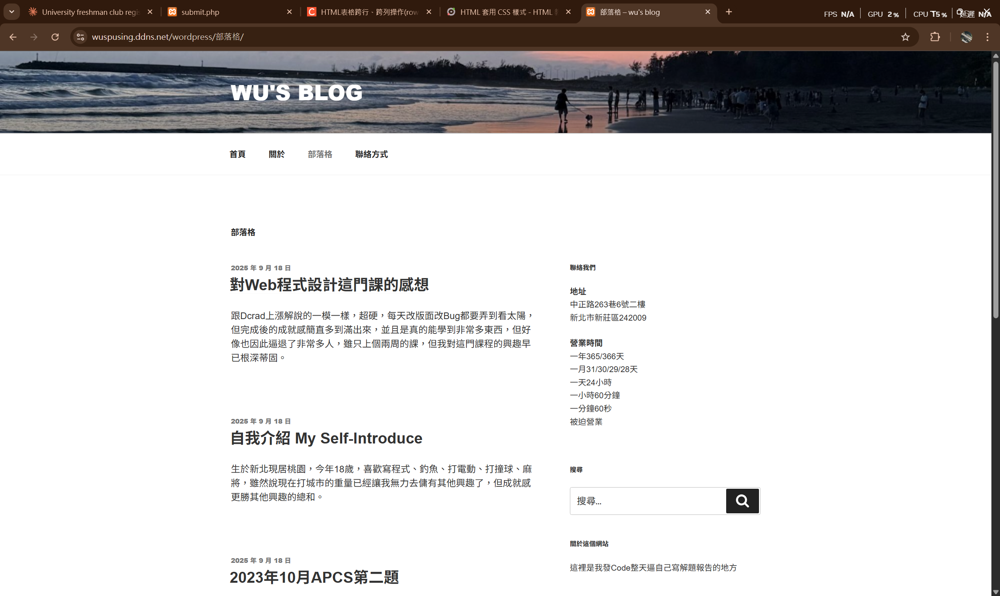 University freshman club regis
submit.php
HTML表格跨行、跨列操作(row
HTML 套用 CSS 樣式 - HTML 教
部落格 – wu's blog
FPS N/A GPU 2 % CPU 15 % 延遲 N/A
wuspusing.ddns.net/wordpress/部落格/
WU'S BLOG
首頁 關於 部落格 聯絡方式
部落格
2025 年 9 月 18 日
對Web程式設計這門課的感想
跟Dcrad上漲解說的一模一樣，超硬，每天改版面改Bug都要弄到看太陽，
但完成後的成就感簡直多到滿出來，並且是真的能學到非常多東西，但好
像也因此逼退了非常多人，雖只上個兩周的課，但我對這門課程的興趣早
已根深蒂固。
2025 年 9 月 18 日
自我介紹 My Self-Introduce
生於新北現居桃園，今年18歲，喜歡寫程式、釣魚、打電動、打撞球、麻
將，雖然說現在打城市的重量已經讓我無力去傭有其他興趣了，但成就感
更勝其他興趣的總和。
2025 年 9 月 18 日
2023年10月APCS第二題
聯絡我們
地址
中正路263巷6號二樓
新北市新莊區242009
營業時間
一年365/366天
一月31/30/29/28天
一天24小時
一小時60分鐘
一分鐘60秒
被迫營業
搜尋
搜尋...
關於這個網站
這裡是我發Code整天逼自己寫解題報告的地方